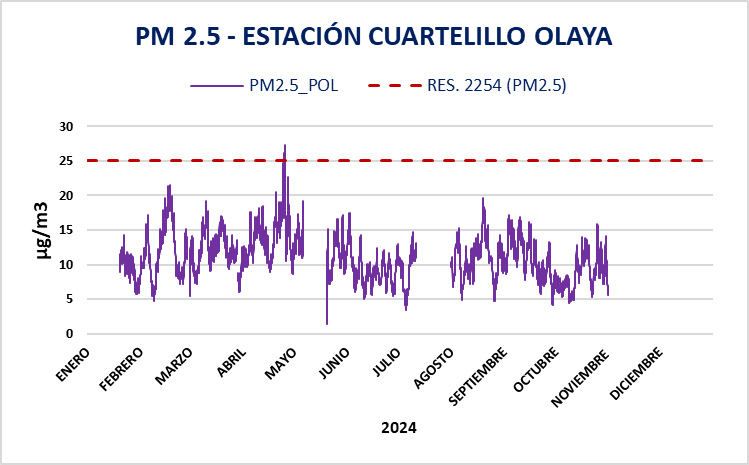 PM 2.5 - ESTACIÓN CUARTELILLO OLAYA
PM2.5_POL
RES. 2254 (PM2.5)
µg/m3
30
25
20
15
10
5
0
ENERO
FEBRERO
MARZO
ABRIL
MAYO
JUNIO
JULIO
AGOSTO
SEPTIEMBRE
OCTUBRE
NOVIEMBRE
DICIEMBRE
2024